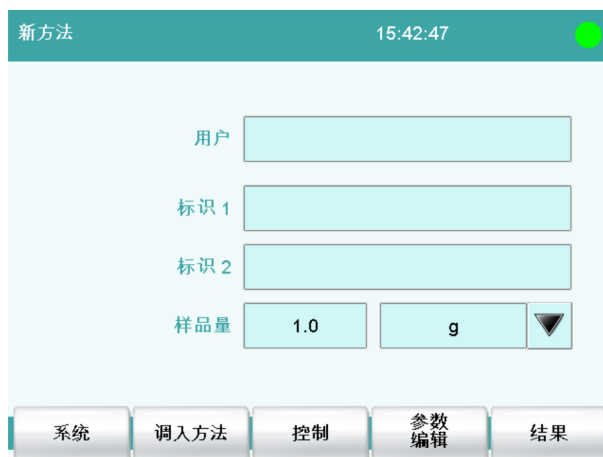 新方法 15:42:47
用户
标识 1
标识 2
样品量 1.0 g
系统 调入方法 控制 参数 编辑 结果